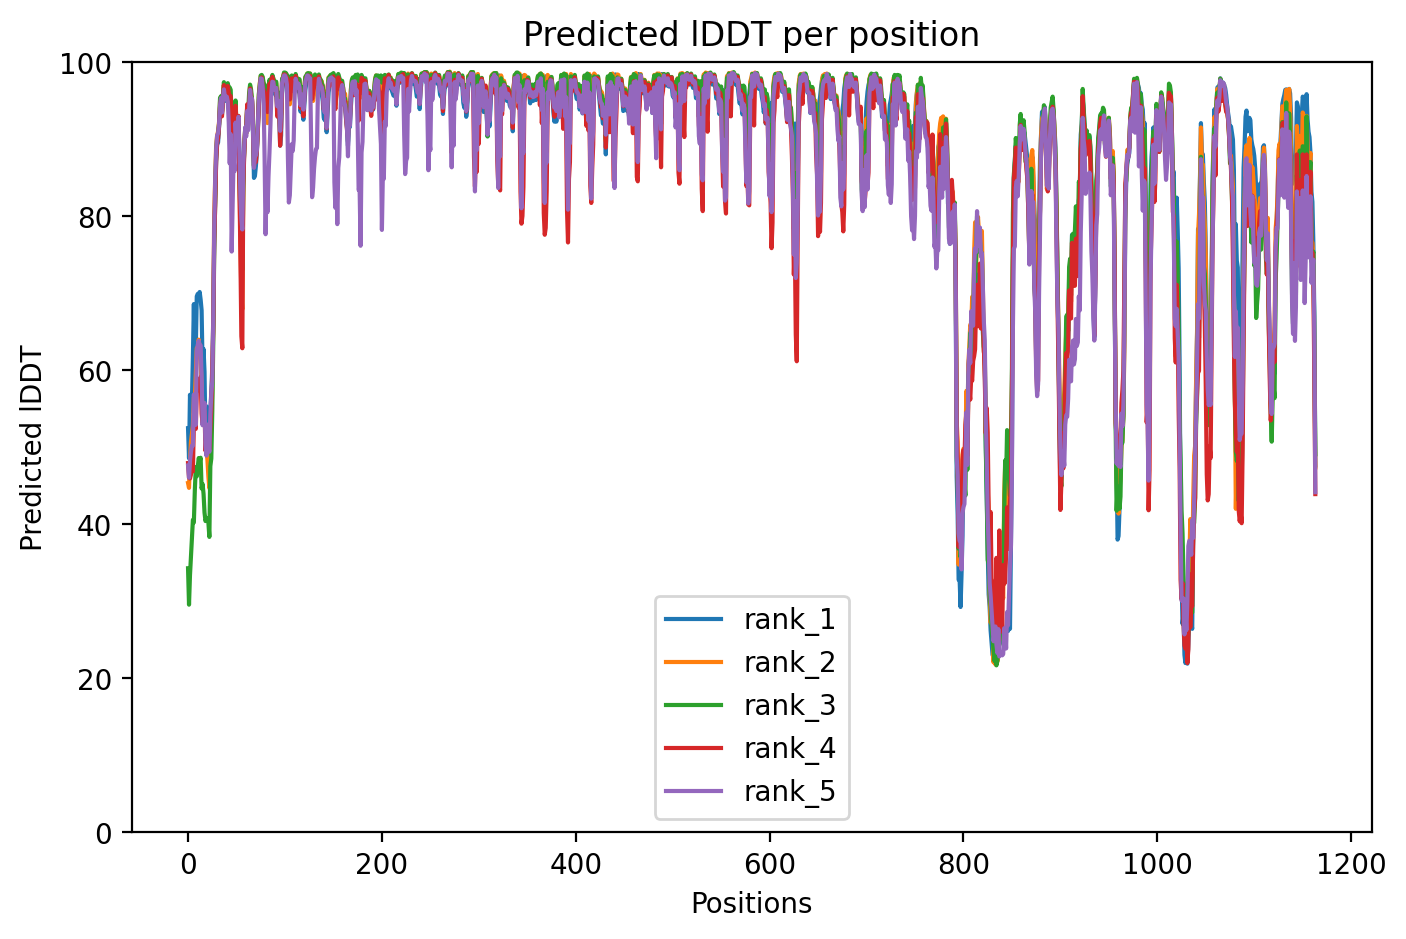 Predicted lDDT per position
100
80
60
40
20
0
Predicted lDDT
rank_1
rank_2
rank_3
rank_4
rank_5
0 200 400 600 800 1000 1200
Positions